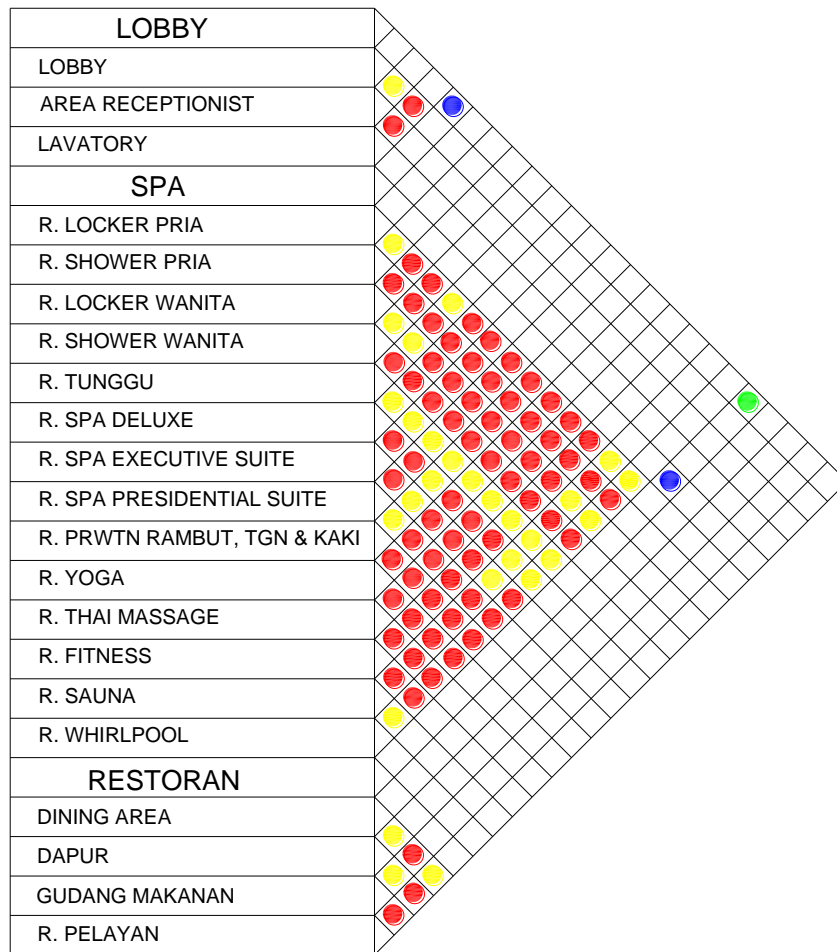 LOBBY
LOBBY
AREA RECEPTIONIST
LAVATORY
SPA
R. LOCKER PRIA
R. SHOWER PRIA
R. LOCKER WANITA
R. SHOWER WANITA
R. TUNGGU
R. SPA DELUXE
R. SPA EXECUTIVE SUITE
R. SPA PRESIDENTIAL SUITE
R. PRWTN RAMBUT, TGN & KAKI
R. YOGA
R. THAI MASSAGE
R. FITNESS
R. SAUNA
R. WHIRLPOOL
RESTORAN
DINING AREA
DAPUR
GUDANG MAKANAN
R. PELAYAN